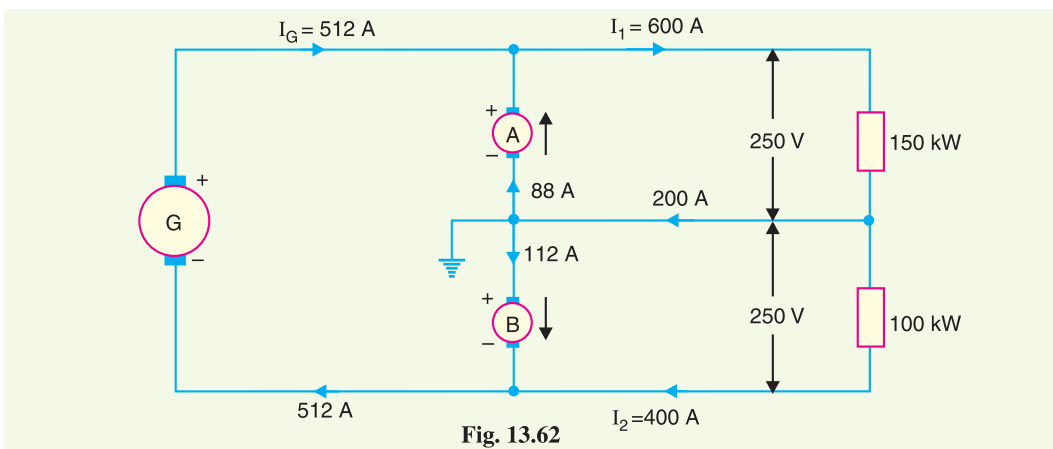 I_G = 512 A
I_1 = 600 A
+
A
–
250 V
150 kW
88 A
200 A
+
G
–
112 A
+
B
–
250 V
100 kW
512 A
I_2 =400 A
Fig. 13.62